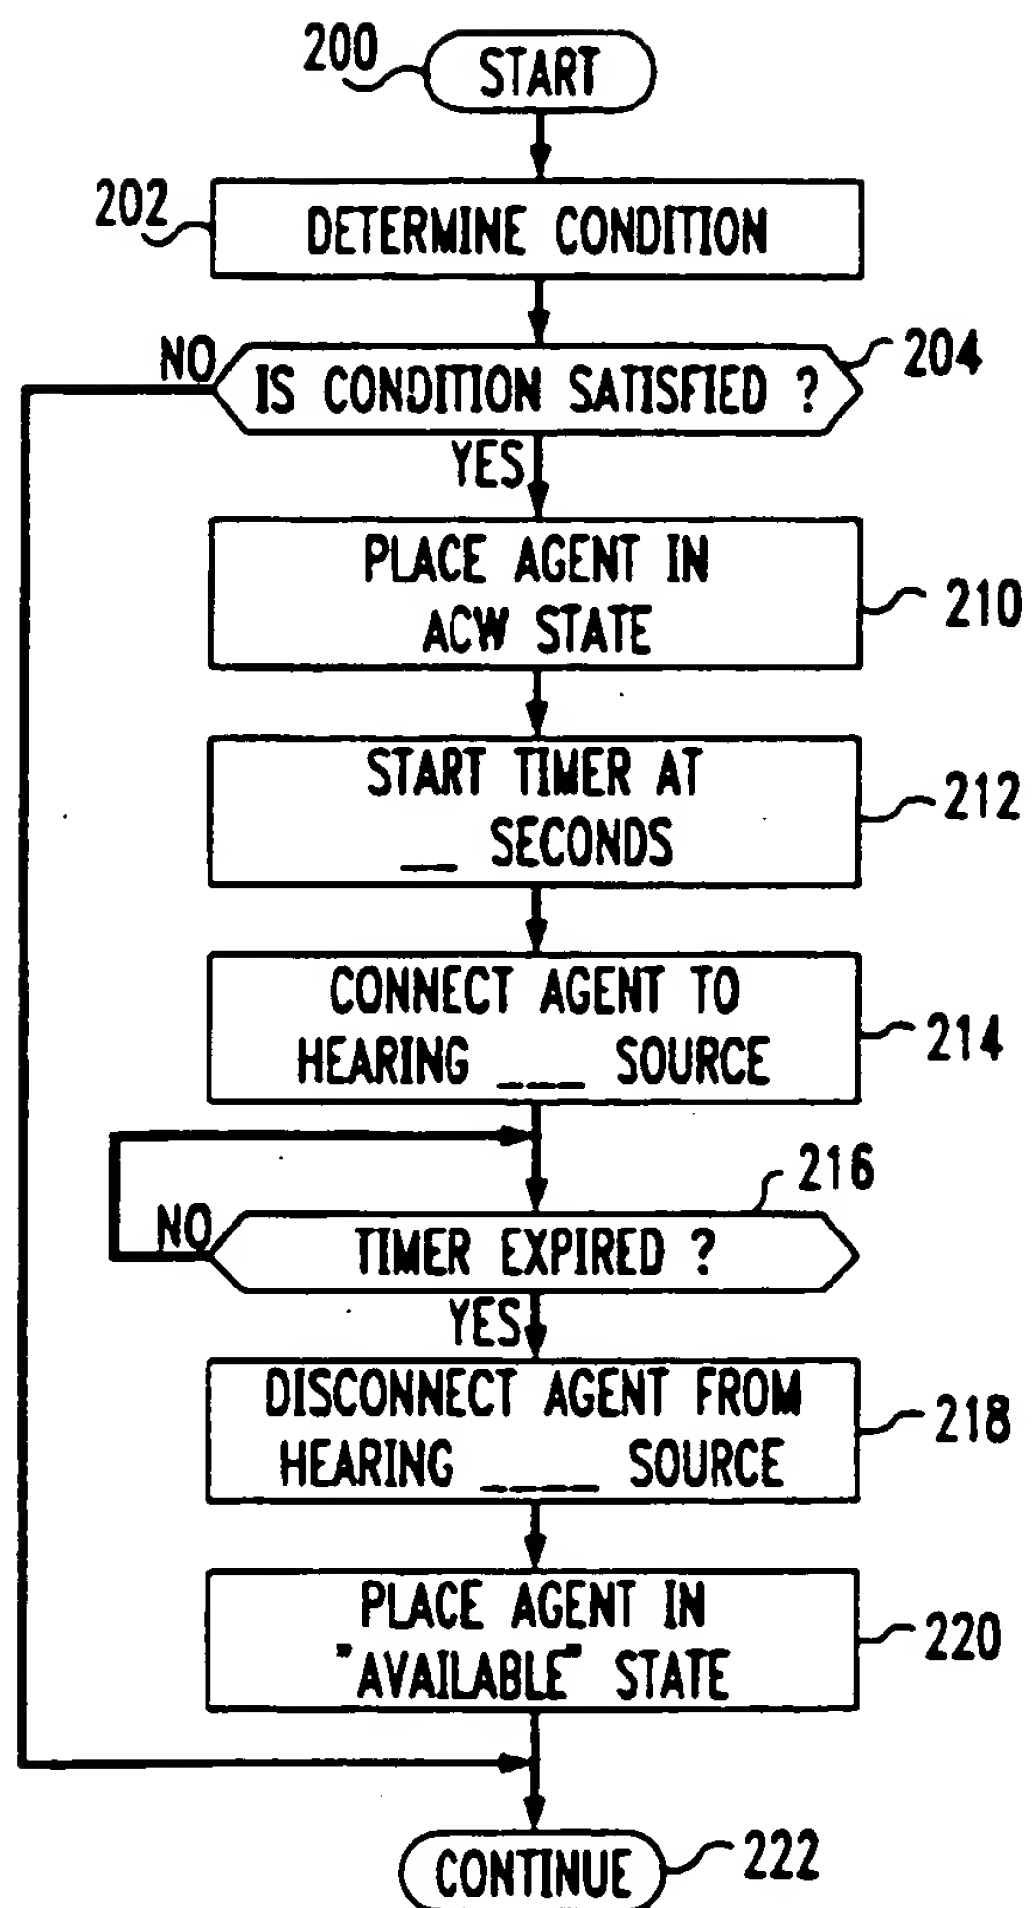 200
START
202
DETERMINE CONDITION
NO
204
IS CONDITION SATISFIED ?
YES
PLACE AGENT IN
ACW STATE
210
START TIMER AT
__ SECONDS
212
CONNECT AGENT TO
HEARING ___ SOURCE
214
216
NO
TIMER EXPIRED ?
YES
DISCONNECT AGENT FROM
HEARING ____ SOURCE
218
PLACE AGENT IN
"AVAILABLE" STATE
220
CONTINUE
222